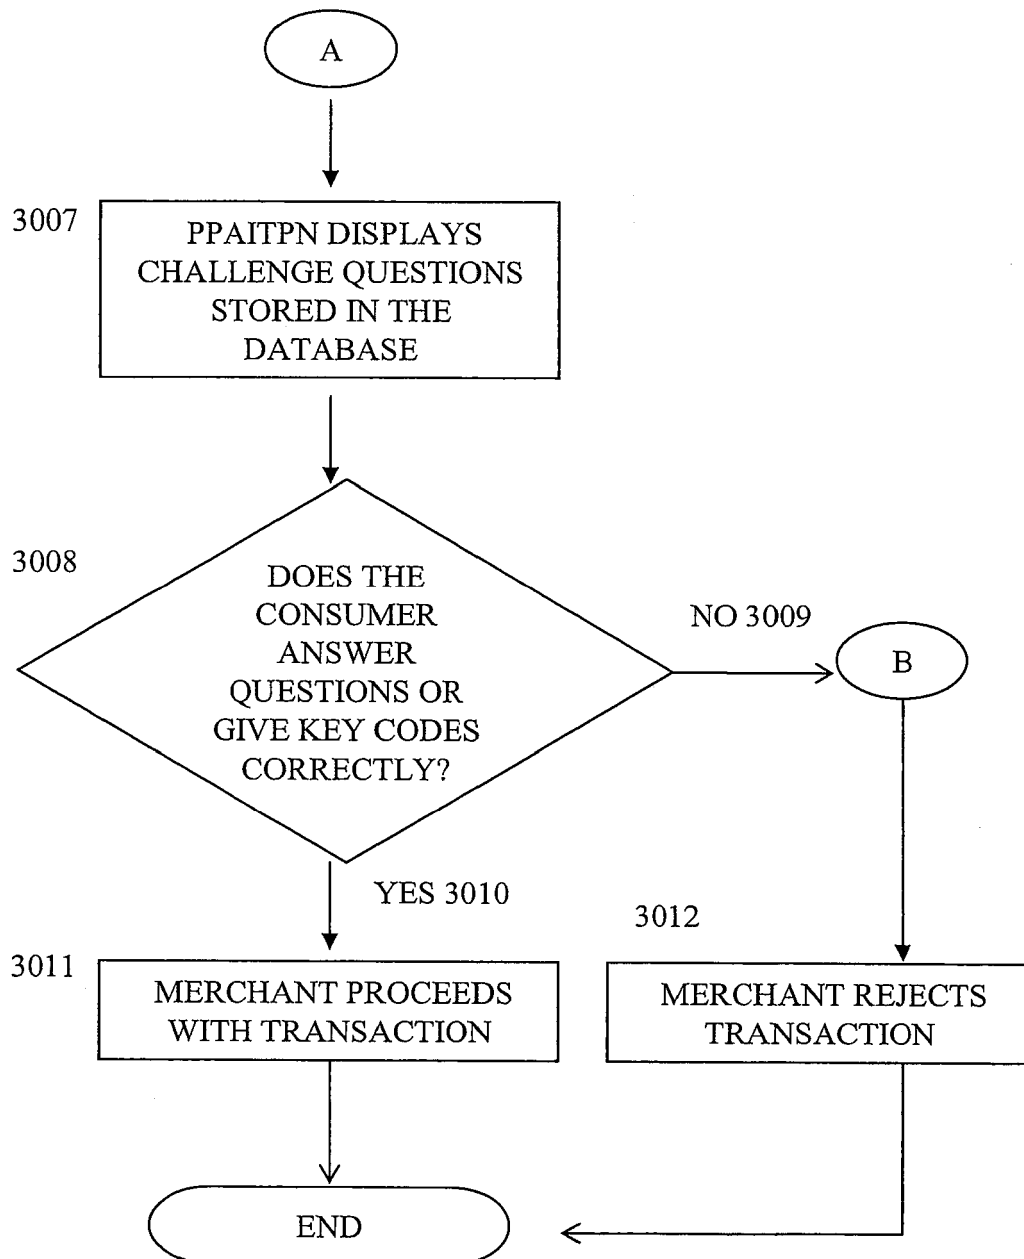 A
3007
PPAITPN DISPLAYS
CHALLENGE QUESTIONS
STORED IN THE
DATABASE
3008
DOES THE
CONSUMER
ANSWER
QUESTIONS OR
GIVE KEY CODES
CORRECTLY?
NO 3009
B
YES 3010
3011
MERCHANT PROCEEDS
WITH TRANSACTION
3012
MERCHANT REJECTS
TRANSACTION
END